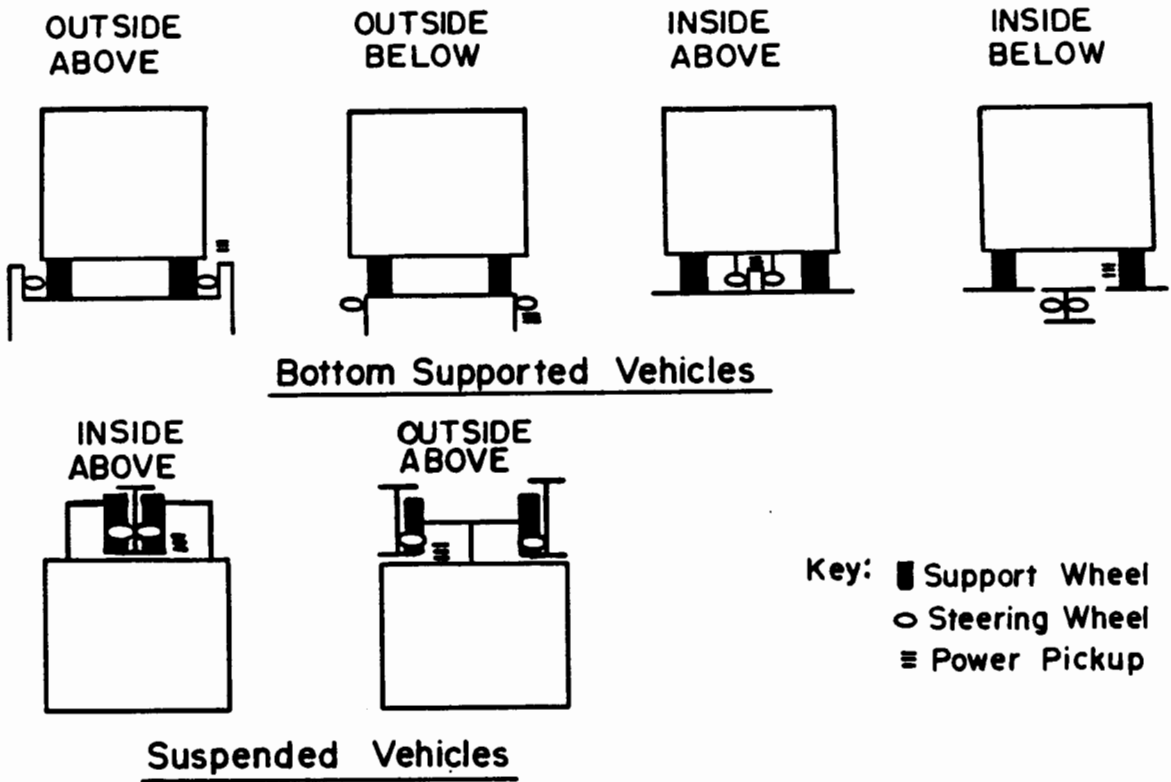 OUTSIDE
ABOVE
OUTSIDE
BELOW
INSIDE
ABOVE
INSIDE
BELOW
Bottom Supported Vehicles
INSIDE
ABOVE
OUTSIDE
ABOVE
Key: Support Wheel
Steering Wheel
Power Pickup
Suspended Vehicles